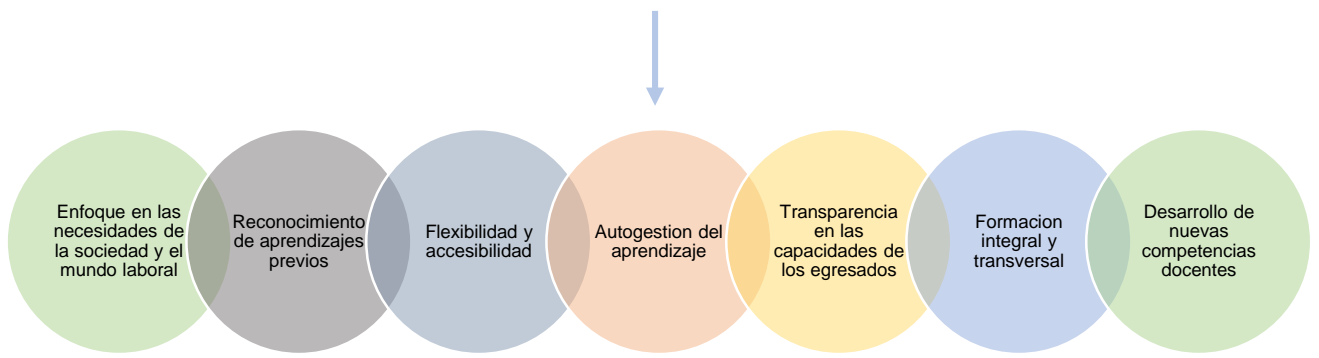 Enfoque en las
necesidades de
la sociedad y el
mundo laboral
Reconocimiento
de aprendizajes
previos
Flexibilidad y
accesibilidad
Autogestion del
aprendizaje
Transparencia
en las
capacidades de
los egresados
Formacion
integral y
transversal
Desarrollo de
nuevas
competencias
docentes